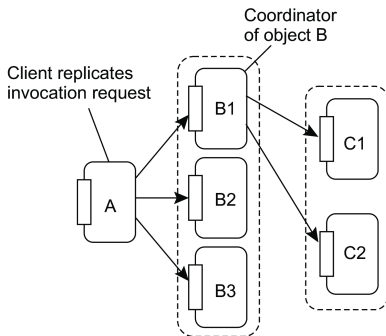 Coordinator
of object B
Client replicates
invocation request
A
B1
B2
B3
C1
C2